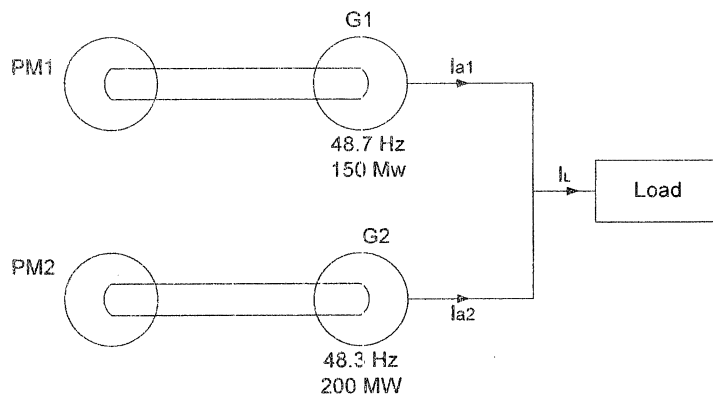 G1
PM1
Ia1
48.7 Hz
150 Mw
IL
Load
G2
PM2
Ia2
48.3 Hz
200 MW